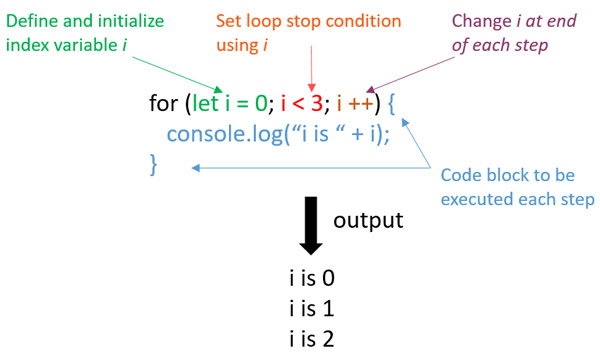 Define and initialize
index variable i
Set loop stop condition
using i
Change i at end
of each step
for (let i = 0; i < 3; i ++) {
console.log(“i is “ + i);
}
Code block to be
executed each step
output
i is 0
i is 1
i is 2